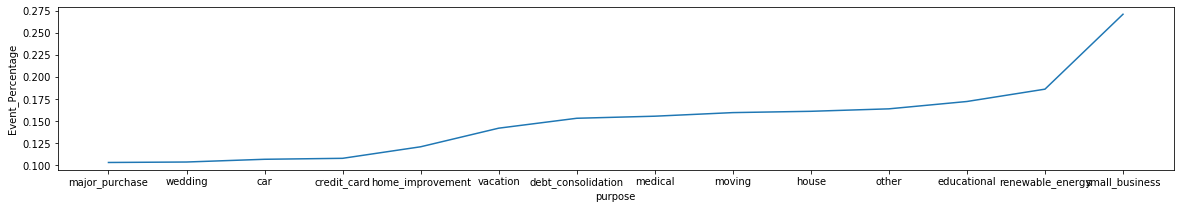 0.275
0.250
0.225
0.200
0.175
0.150
0.125
0.100
Event_Percentage
major_purchase wedding car credit_card home_improvement vacation debt_consolidation medical moving house other educational renewable_energy small_business
purpose